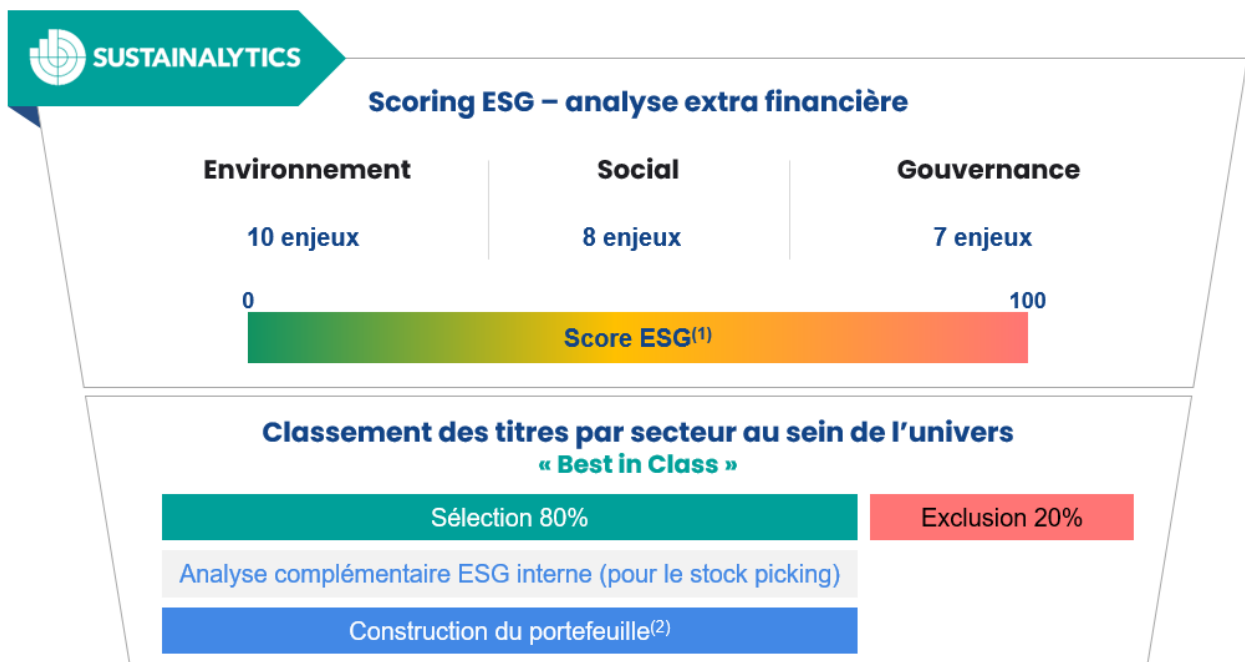 SUSTAINALYTICS
Scoring ESG – analyse extra financière
Environnement
Social
Gouvernance
10 enjeux
8 enjeux
7 enjeux
0
100
Score ESG(1)
Classement des titres par secteur au sein de l’univers
« Best in Class »
Sélection 80%
Exclusion 20%
Analyse complémentaire ESG interne (pour le stock picking)
Construction du portefeuille(2)